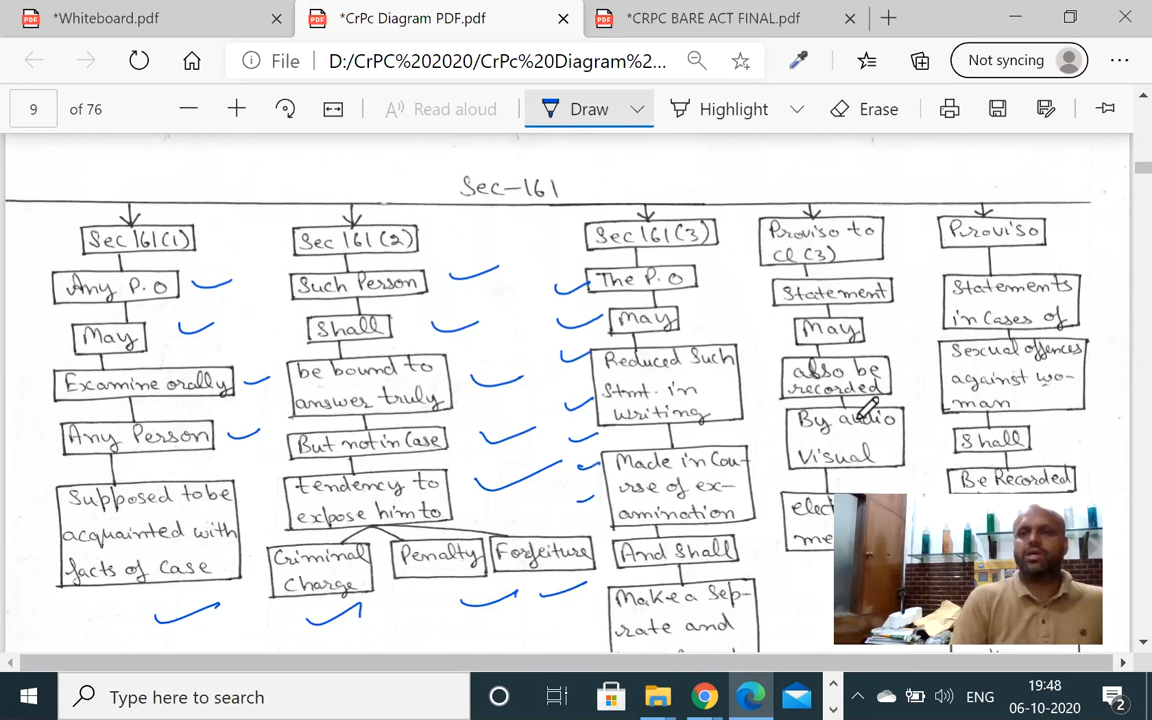 *Whiteboard.pdf
*CrPc Diagram PDF.pdf
*CRPC BARE ACT FINAL.pdf
File
D:/CrPC%202020/CrPc%20Diagram%2...
Not syncing
9
of 76
Read aloud
Draw
Highlight
Erase
Sec-161
Sec 161(1)
Any P.O
May
Examine orally
Any Person
Supposed to be
acquainted with
facts of case
Sec 161(2)
Such Person
Shall
be bound to
answer truly
But not in Case
tendency to
expose him to
Criminal
Charge
Penalty
Forfeiture
Sec 161(3)
The P.O
May
Reduced Such
Stmt. in
writing
Made in Cou-
rse of ex-
amination
And Shall
Make a Sep-
rate and
Proviso to
Cl (3)
Statement
May
also be
recorded
By audio
Visual
elect
me
Proviso
Statements
in Cases of
Sexual offences
against wo-
man
Shall
Be Recorded
Type here to search
ENG
19:48
06-10-2020
2